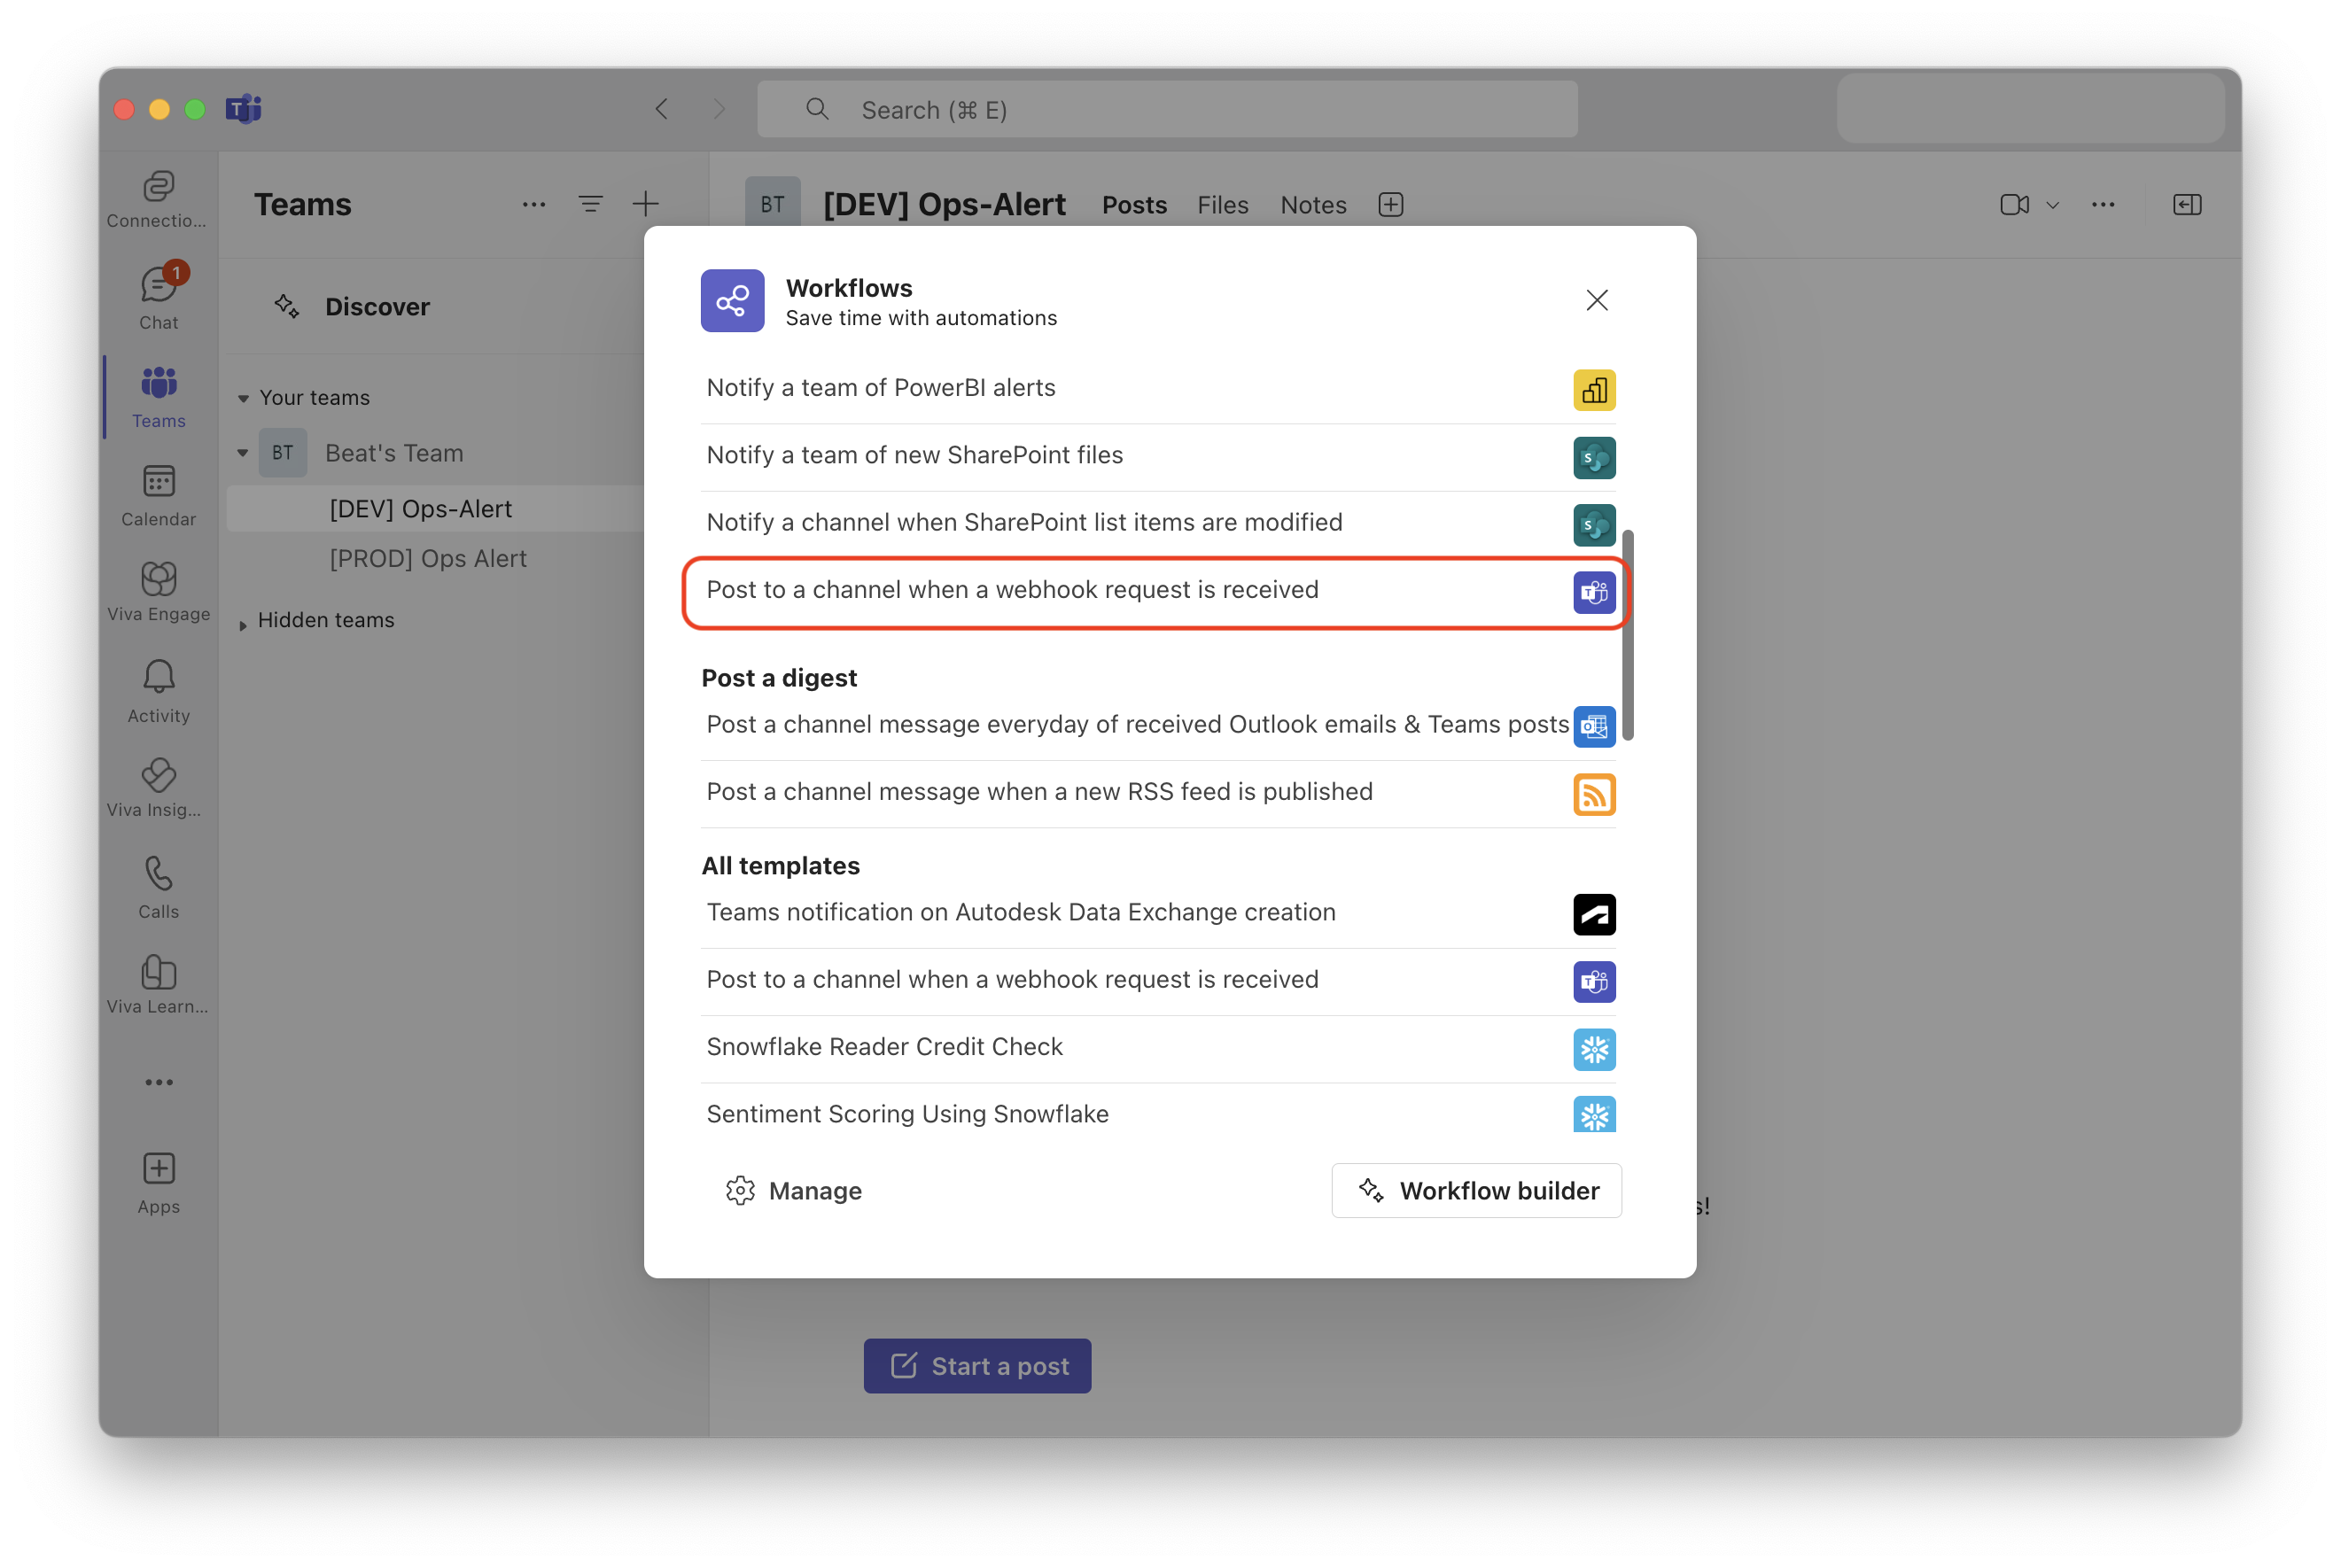 Search (⌘ E)
Connectio...
1
Chat
Teams
Calendar
Viva Engage
Activity
Viva Insig...
Calls
Viva Learn...
Apps
Teams
Discover
Your teams
BT
Beat's Team
[DEV] Ops-Alert
[PROD] Ops Alert
Hidden teams
BT
[DEV] Ops-Alert
Posts
Files
Notes
Workflows
Save time with automations
Notify a team of PowerBI alerts
Notify a team of new SharePoint files
Notify a channel when SharePoint list items are modified
Post to a channel when a webhook request is received
Post a digest
Post a channel message everyday of received Outlook emails & Teams posts
Post a channel message when a new RSS feed is published
All templates
Teams notification on Autodesk Data Exchange creation
Post to a channel when a webhook request is received
Snowflake Reader Credit Check
Sentiment Scoring Using Snowflake
Manage
Workflow builder
s!
Start a post